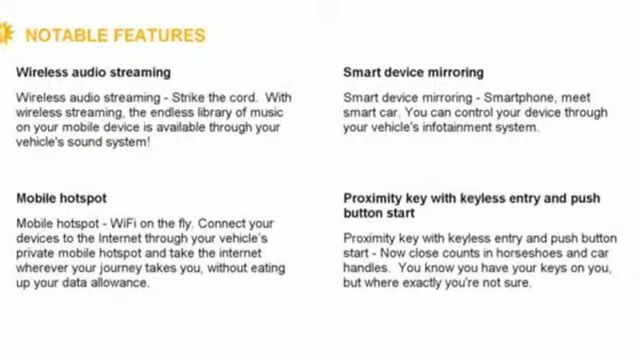 NOTABLE FEATURES
Wireless audio streaming
Wireless audio streaming - Strike the cord.  With
wireless streaming, the endless library of music
on your mobile device is available through your
vehicle's sound system!
Smart device mirroring
Smart device mirroring - Smartphone, meet
smart car. You can control your device through
your vehicle's infotainment system.
Mobile hotspot
Mobile hotspot - WiFi on the fly. Connect your
devices to the Internet through your vehicle's
private mobile hotspot and take the internet
wherever your journey takes you, without eating
up your data allowance.
Proximity key with keyless entry and push
button start
Proximity key with keyless entry and push button
start - Now close counts in horseshoes and car
handles.  You know you have your keys on you,
but where exactly you're not sure.